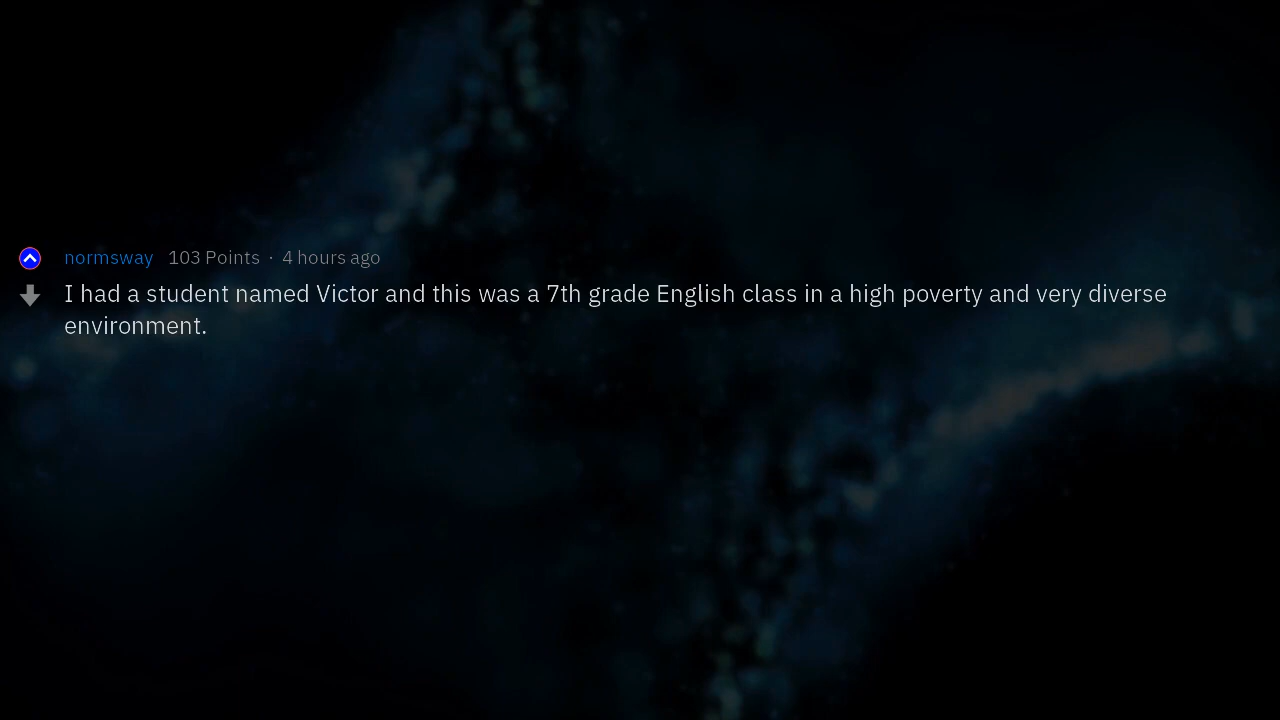 normsway 103 Points · 4 hours ago
I had a student named Victor and this was a 7th grade English class in a high poverty and very diverse
environment.